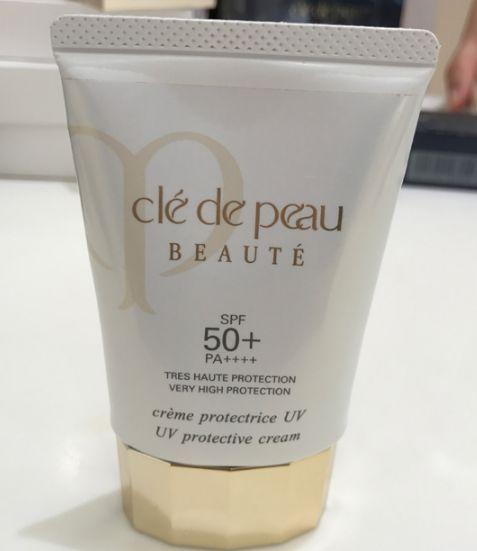 clé de peau
BEAUTÉ
SPF
50+
PA++++
TRES HAUTE PROTECTION
VERY HIGH PROTECTION
crème protectrice UV
UV protective cream